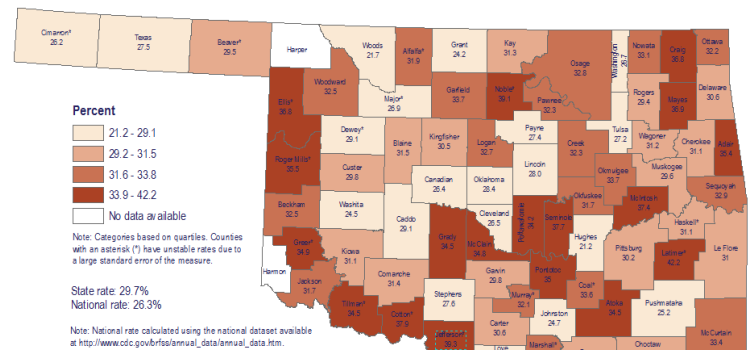 Cimarron* Texas Beaver* Harper Woods Alfalfa* Grant Kay Washington Nowata Craig Ottawa
26.2 27.5 29.5 21.7 31.9 24.2 31.3 26.7 33.1 36.8 32.2
Ellis* Woodward Major* Garfield Noble* Pawnee Osage Rogers Mayes Delaware
36.8 32.5 26.9 33.7 39.1 32.3 32.8 29.4 36.9 30.6
Percent
21.2 - 29.1
29.2 - 31.5
31.6 - 33.8
33.9 - 42.2
No data available
Roger Mills* Dewey* Blaine Kingfisher Logan Payne Creek Tulsa Wagoner Cherokee Adair
35.5 29.1 31.5 30.5 32.7 27.4 32.3 27.2 31.2 31.1 35.4
Custer Canadian Oklahoma Lincoln Okmulgee Muskogee Sequoyah
29.8 26.4 28.4 28.0 33.7 29.6 32.9
Beckham Washita Caddo Cleveland Pottawatomie Seminole Okfuskee McIntosh Haskell*
32.5 24.5 29.1 26.5 37.7 31.7 37.4 31.1
Note: Categories based on quartiles. Counties
with an asterisk (*) have unstable rates due to
a large standard error of the measure.
Greer* Kiowa Grady McClain Hughes Pittsburg Latimer* Le Flore
34.9 31.1 34.5 34.8 21.2 30.2 42.2 31
Harmon Jackson Comanche Garvin Pontotoc Coal*
31.7 31.4 29.8 35 33.6
State rate: 29.7%
National rate: 26.3%
Tillman* Cotton* Stephens Murray* Johnston Atoka Pushmataha
34.5 37.9 27.6 32.1 24.7 34.5 25.2
Jefferson* Carter Love Marshall* Choctaw McCurtain
39.3 30.6 33.4
Note: National rate calculated using the national dataset available
at http://www.cdc.gov/brfss/annual_data/annual_data.htm.